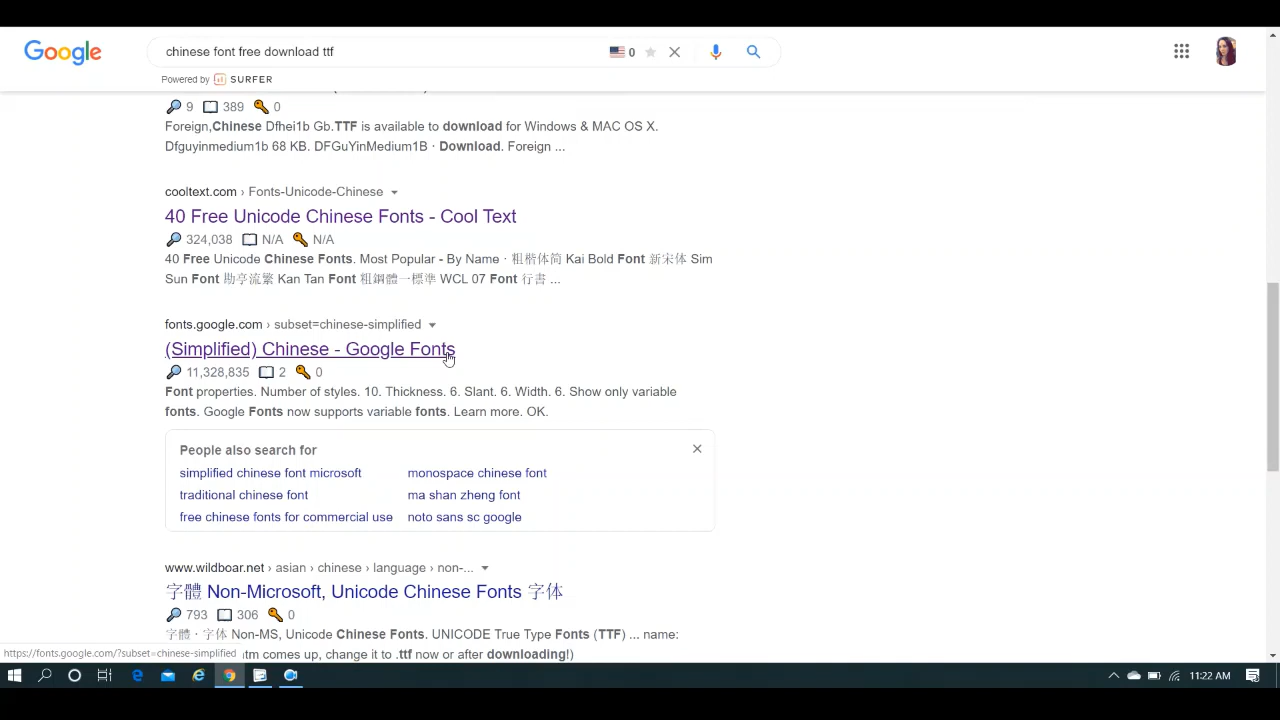 Google
chinese font free download ttf
0
Powered by SURFER
9 389 0
Foreign,Chinese Dfhei1b Gb.TTF is available to download for Windows & MAC OS X.
Dfguyinmedium1b 68 KB. DFGuYinMedium1B · Download. Foreign ...
cooltext.com › Fonts-Unicode-Chinese
40 Free Unicode Chinese Fonts - Cool Text
324,038 N/A N/A
40 Free Unicode Chinese Fonts. Most Popular - By Name · 粗楷体简 Kai Bold Font 新宋体 Sim
Sun Font 勘亭流繁 Kan Tan Font 粗鋼體一標準 WCL 07 Font 行書 ...
fonts.google.com › subset=chinese-simplified
(Simplified) Chinese - Google Fonts
11,328,835 2 0
Font properties. Number of styles. 10. Thickness. 6. Slant. 6. Width. 6. Show only variable
fonts. Google Fonts now supports variable fonts. Learn more. OK.
People also search for
simplified chinese font microsoft monospace chinese font
traditional chinese font ma shan zheng font
free chinese fonts for commercial use noto sans sc google
www.wildboar.net › asian › chinese › language › non-...
字體 Non-Microsoft, Unicode Chinese Fonts 字体
793 306 0
字體 · 字体 Non-MS, Unicode Chinese Fonts. UNICODE True Type Fonts (TTF) ... name:
https://fonts.google.com/?subset=chinese-simplified
comes up, change it to .ttf now or after downloading!)
11:22 AM